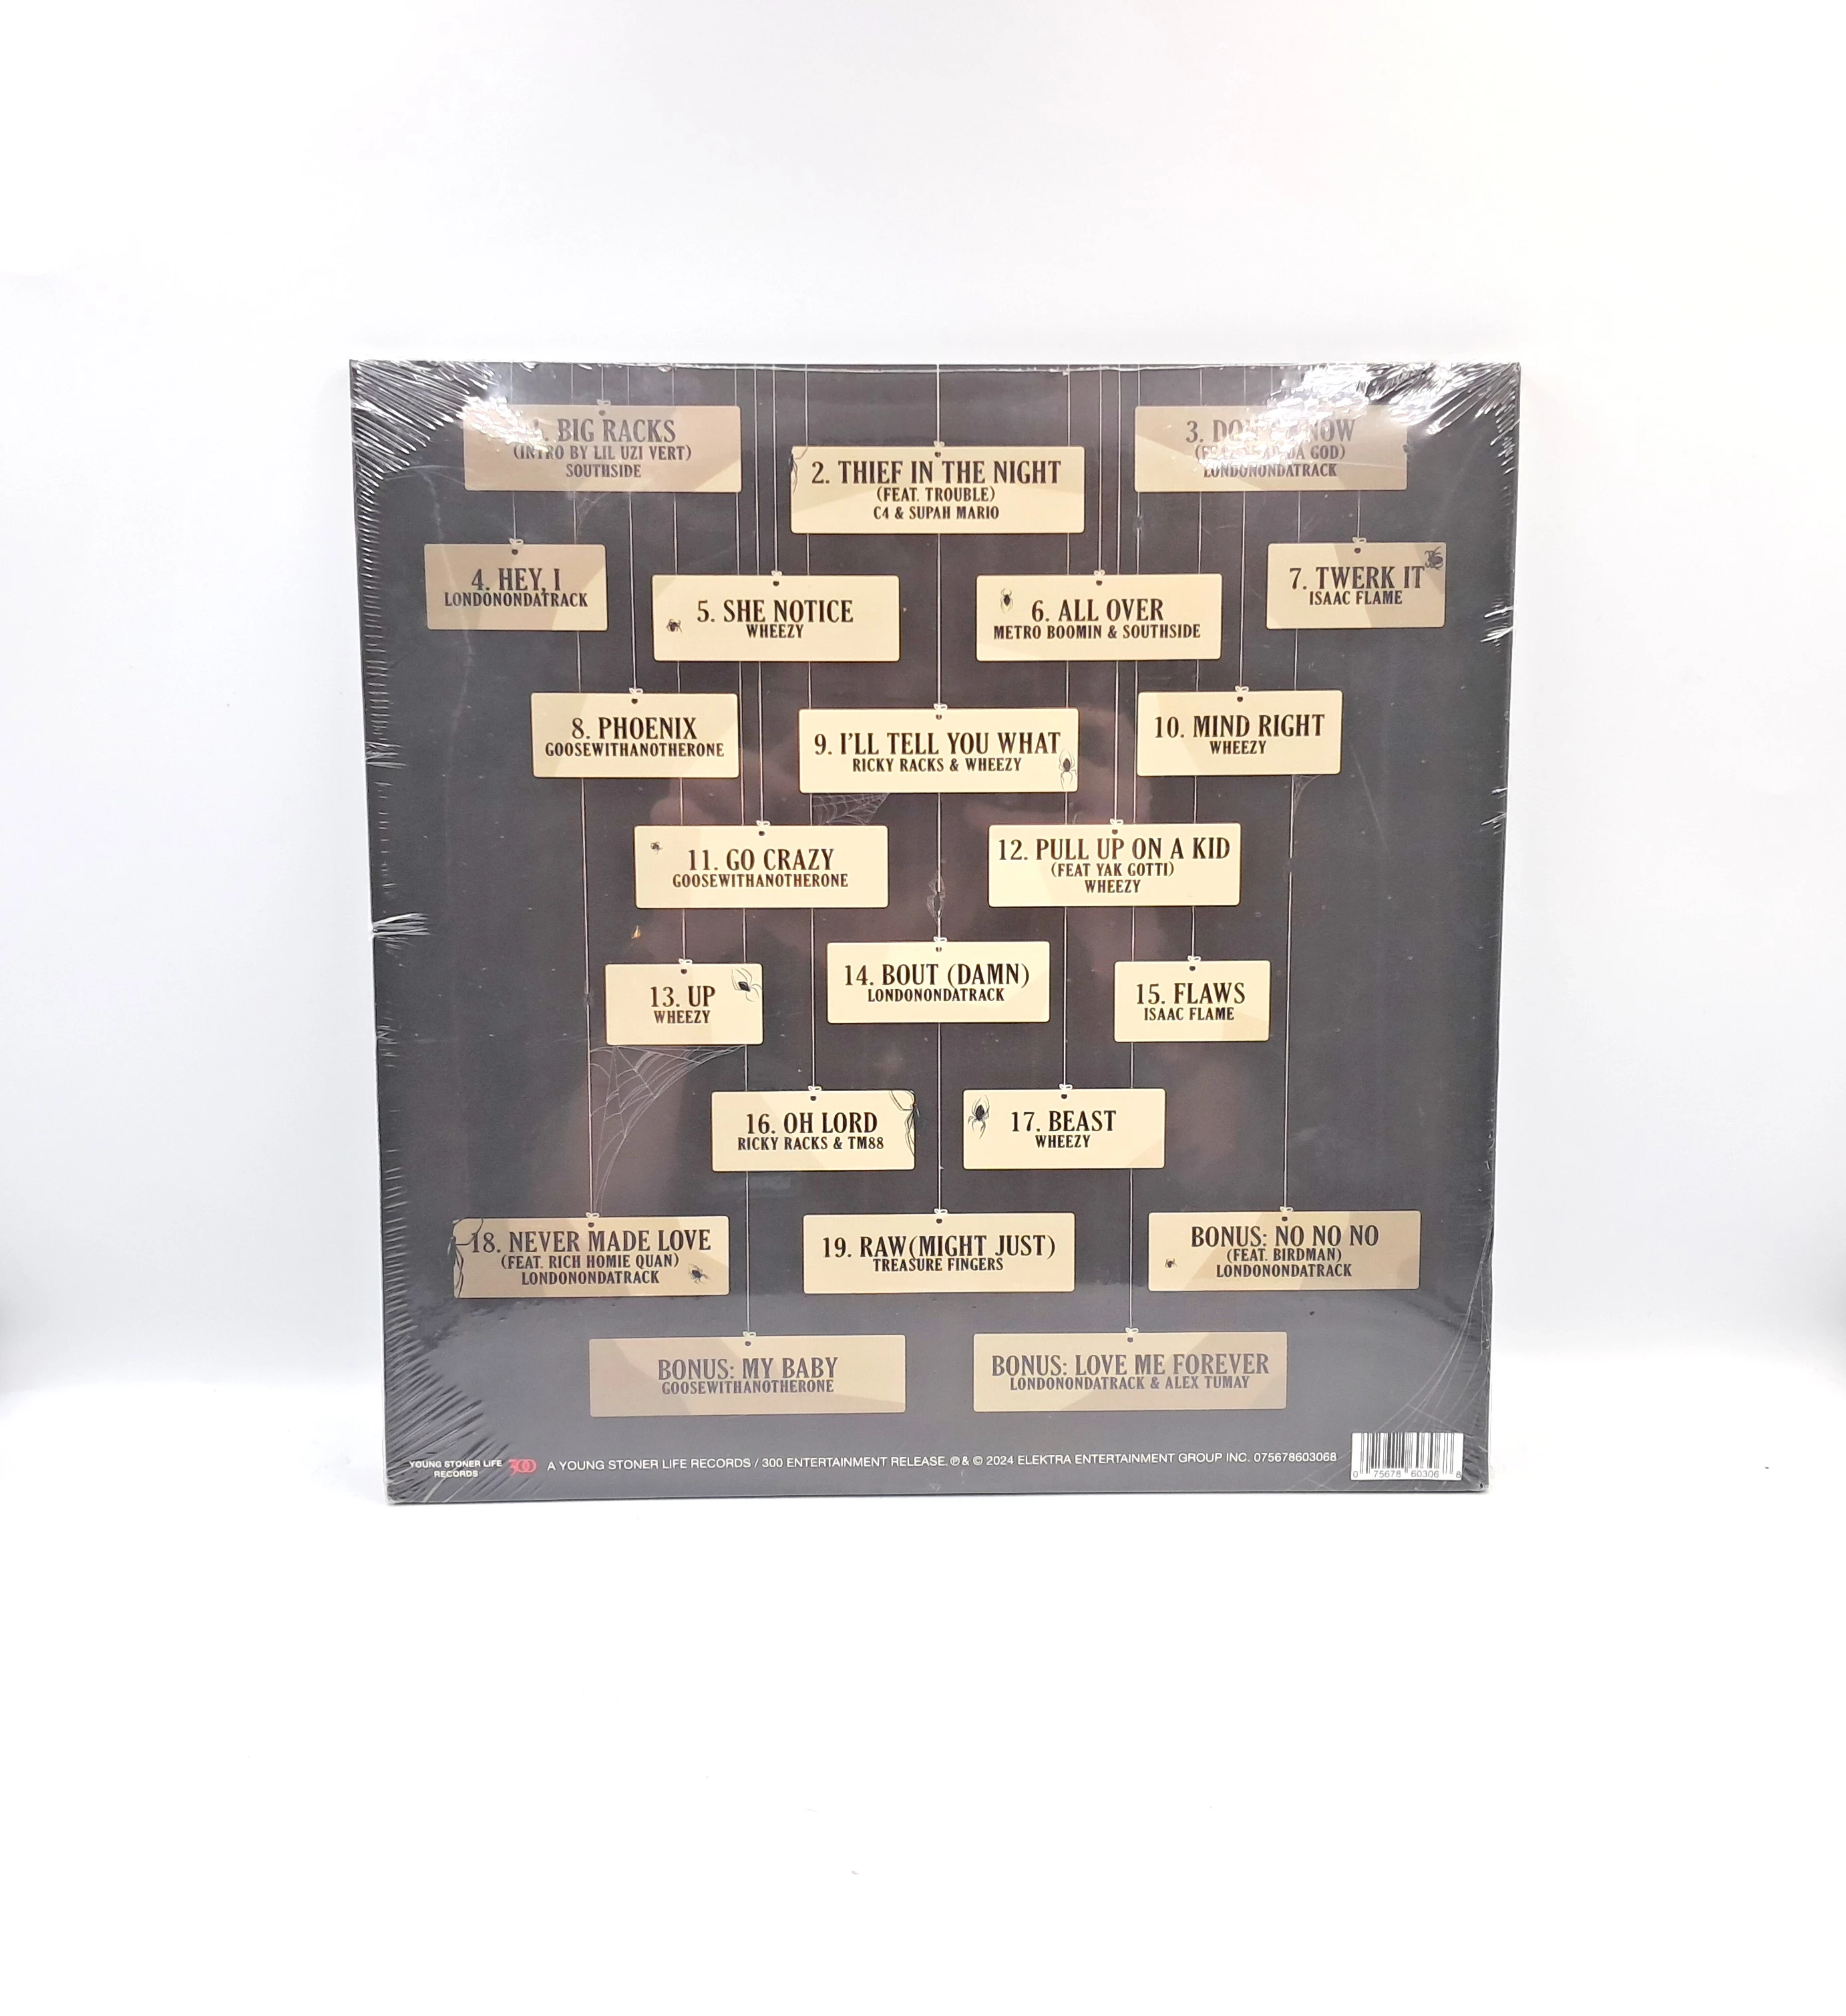 BIG RACKS
(INTRO BY LIL UZI VERT)
SOUTHSIDE
2. THIEF IN THE NIGHT
(FEAT. TROUBLE)
C4 & SUPAH MARIO
3.
DA GOD)
LONDONONDATRACK
4. HEY, I
LONDONONDATRACK
5. SHE NOTICE
WHEEZY
6. ALL OVER
METRO BOOMIN & SOUTHSIDE
7. TWERK IT
ISAAC FLAME
8. PHOENIX
GOOSEWITHANOTHERONE
9. I'LL TELL YOU WHAT
RICKY RACKS & WHEEZY
10. MIND RIGHT
WHEEZY
11. GO CRAZY
GOOSEWITHANOTHERONE
12. PULL UP ON A KID
(FEAT YAK GOTTI)
WHEEZY
13. UP
WHEEZY
14. BOUT (DAMN)
LONDONONDATRACK
15. FLAWS
ISAAC FLAME
16. OH LORD
RICKY RACKS & TM88
17. BEAST
WHEEZY
18. NEVER MADE LOVE
(FEAT. RICH HOMIE QUAN)
LONDONONDATRACK
19. RAW(MIGHT JUST)
TREASURE FINGERS
BONUS: NO NO NO
(FEAT. BIRDMAN)
LONDONONDATRACK
BONUS: MY BABY
GOOSEWITHANOTHERONE
BONUS: LOVE ME FOREVER
LONDONONDATRACK & ALEX TUMAY
YOUNG STONER LIFE
RECORDS
300
A YOUNG STONER LIFE RECORDS / 300 ENTERTAINMENT RELEASE. ℗ & © 2024 ELEKTRA ENTERTAINMENT GROUP INC. 075678603068
0 75678 60306 8